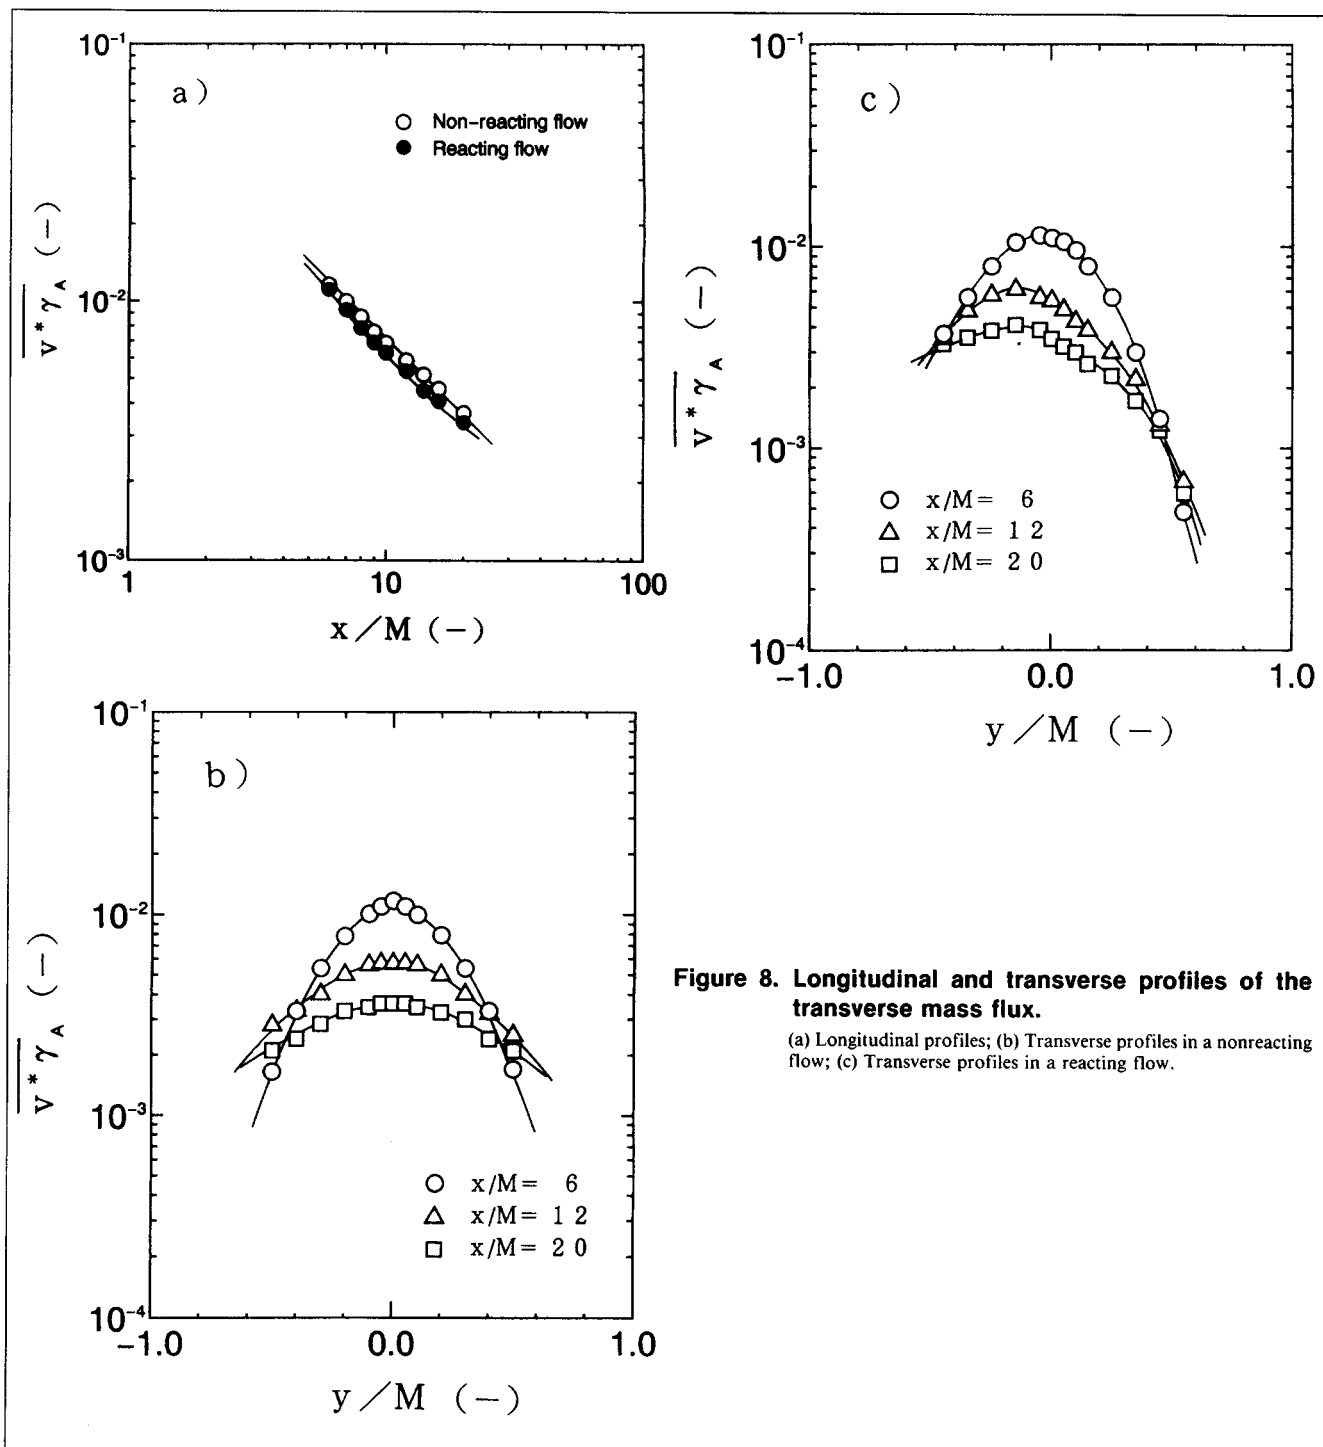 a)
10⁻¹
10⁻²
10⁻³
v*γA (−)
○ Non-reacting flow
● Reacting flow
1
10
100
x/M (−)
c)
10⁻¹
10⁻²
10⁻³
10⁻⁴
v*γA (−)
○ x/M= 6
△ x/M= 12
□ x/M= 20
−1.0
0.0
1.0
y/M (−)
b)
10⁻¹
10⁻²
10⁻³
10⁻⁴
v*γA (−)
○ x/M= 6
△ x/M= 12
□ x/M= 20
−1.0
0.0
1.0
y/M (−)
Figure 8. Longitudinal and transverse profiles of the
transverse mass flux.
(a) Longitudinal profiles; (b) Transverse profiles in a nonreacting
flow; (c) Transverse profiles in a reacting flow.